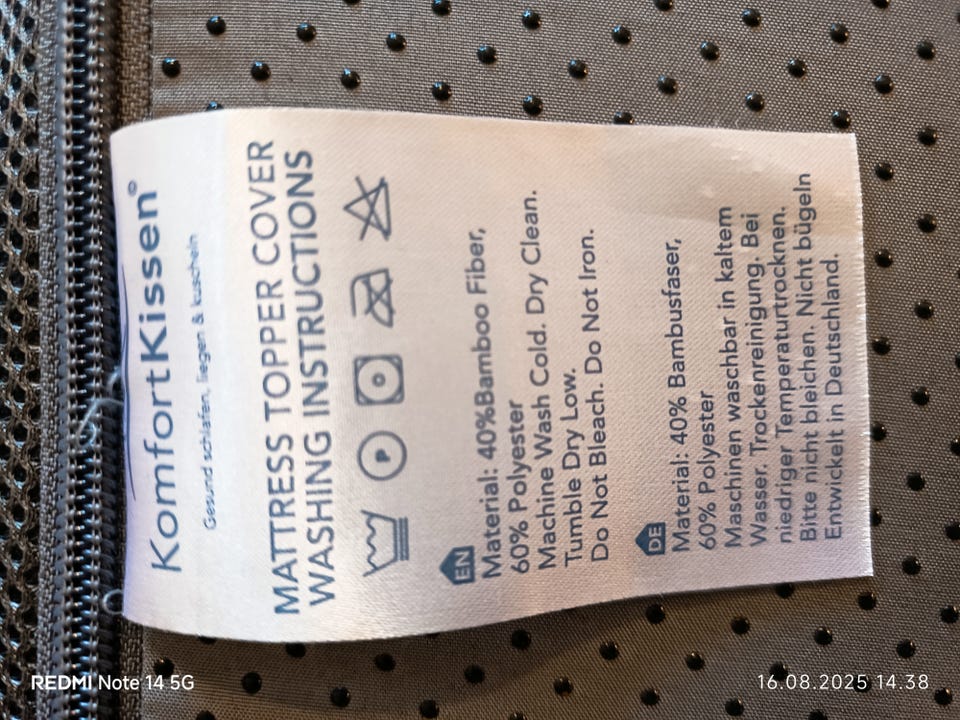 KomfortKissen®
Gesund schlafen, liegen & kuscheln
MATTRESS TOPPER COVER
WASHING INSTRUCTIONS
P
EN
Material: 40%Bamboo Fiber,
60% Polyester
Machine Wash Cold. Dry Clean.
Tumble Dry Low.
Do Not Bleach. Do Not Iron.
DE
Material: 40% Bambusfaser,
60% Polyester
Maschinen waschbar in kaltem
Wasser. Trockenreinigung. Bei
niedriger Temperaturtrocknen.
Bitte nicht bleichen. Nicht bügeln
Entwickelt in Deutschland.
REDMI Note 14 5G
16.08.2025 14.38